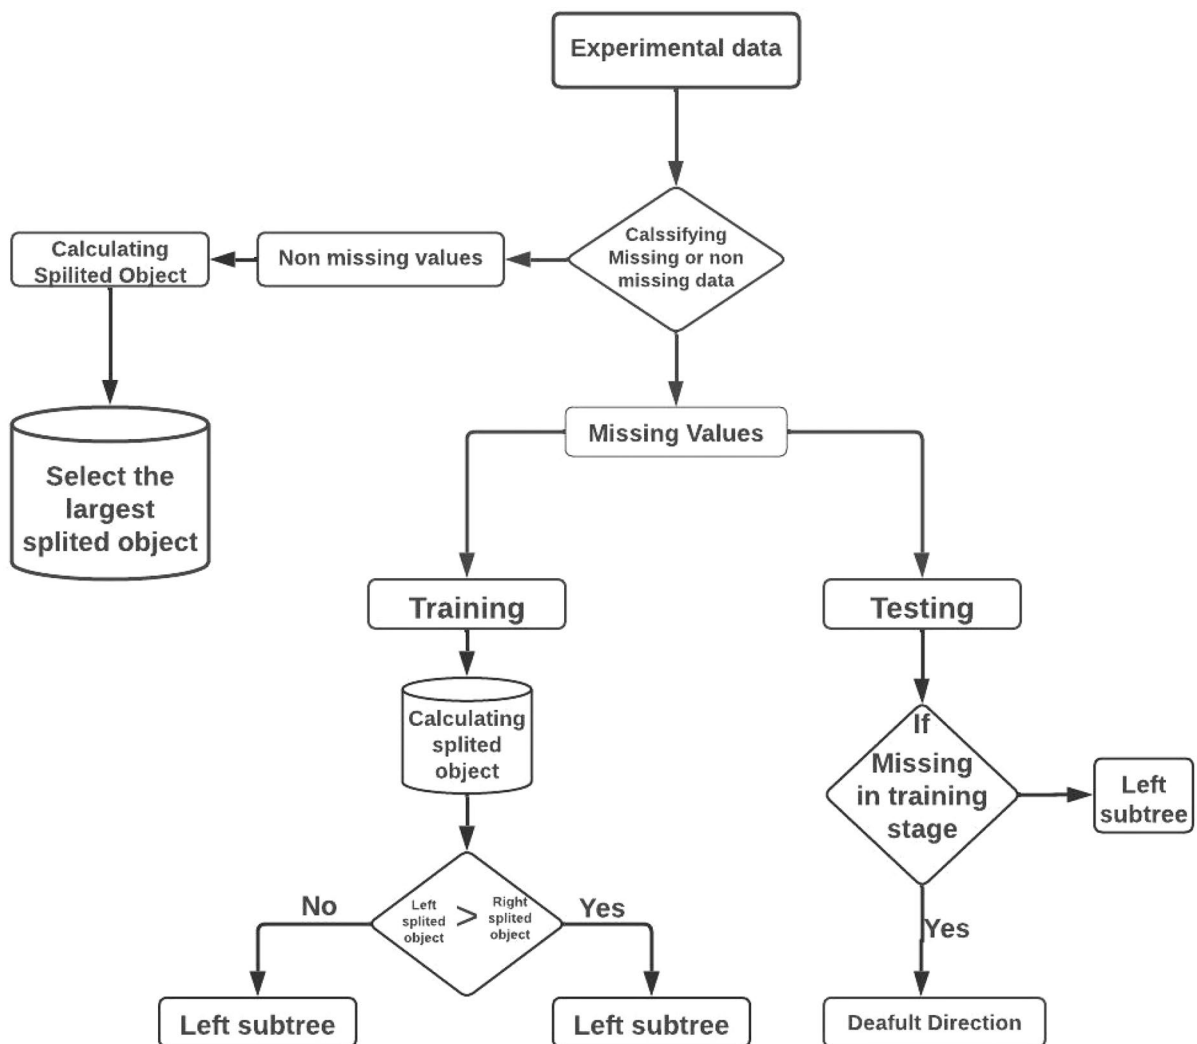 Experimental data
Calssifying
Missing or non
missing data
Non missing values
Calculating
Spilited Object
Select the
largest
splited object
Missing Values
Training
Testing
Calculating
splited
object
If
Missing
in training
stage
Left
subtree
Left
splited
object
>
Right
splited
object
No
Yes
Yes
Left subtree
Left subtree
Deafult Direction